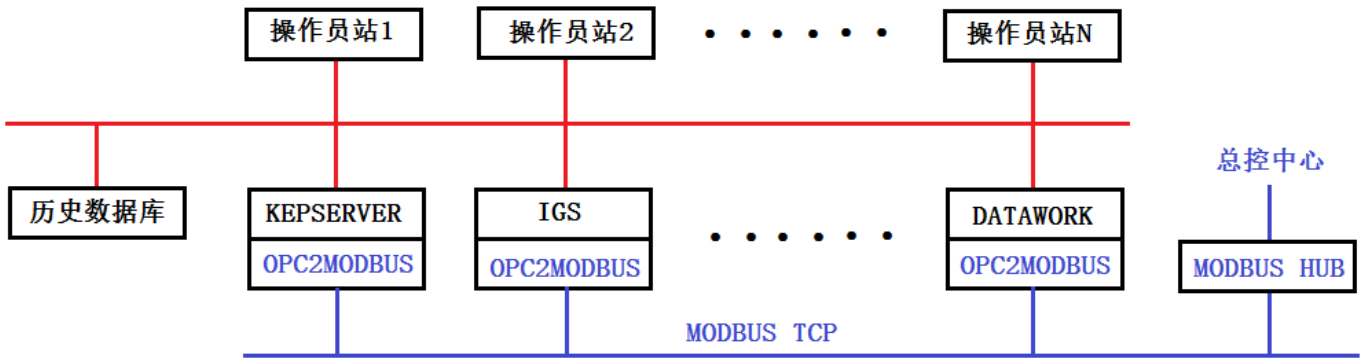 操作员站1
操作员站2
操作员站N
总控中心
历史数据库
KEPSERVER
IGS
DATAWORK
OPC2MODBUS
OPC2MODBUS
OPC2MODBUS
MODBUS HUB
MODBUS TCP